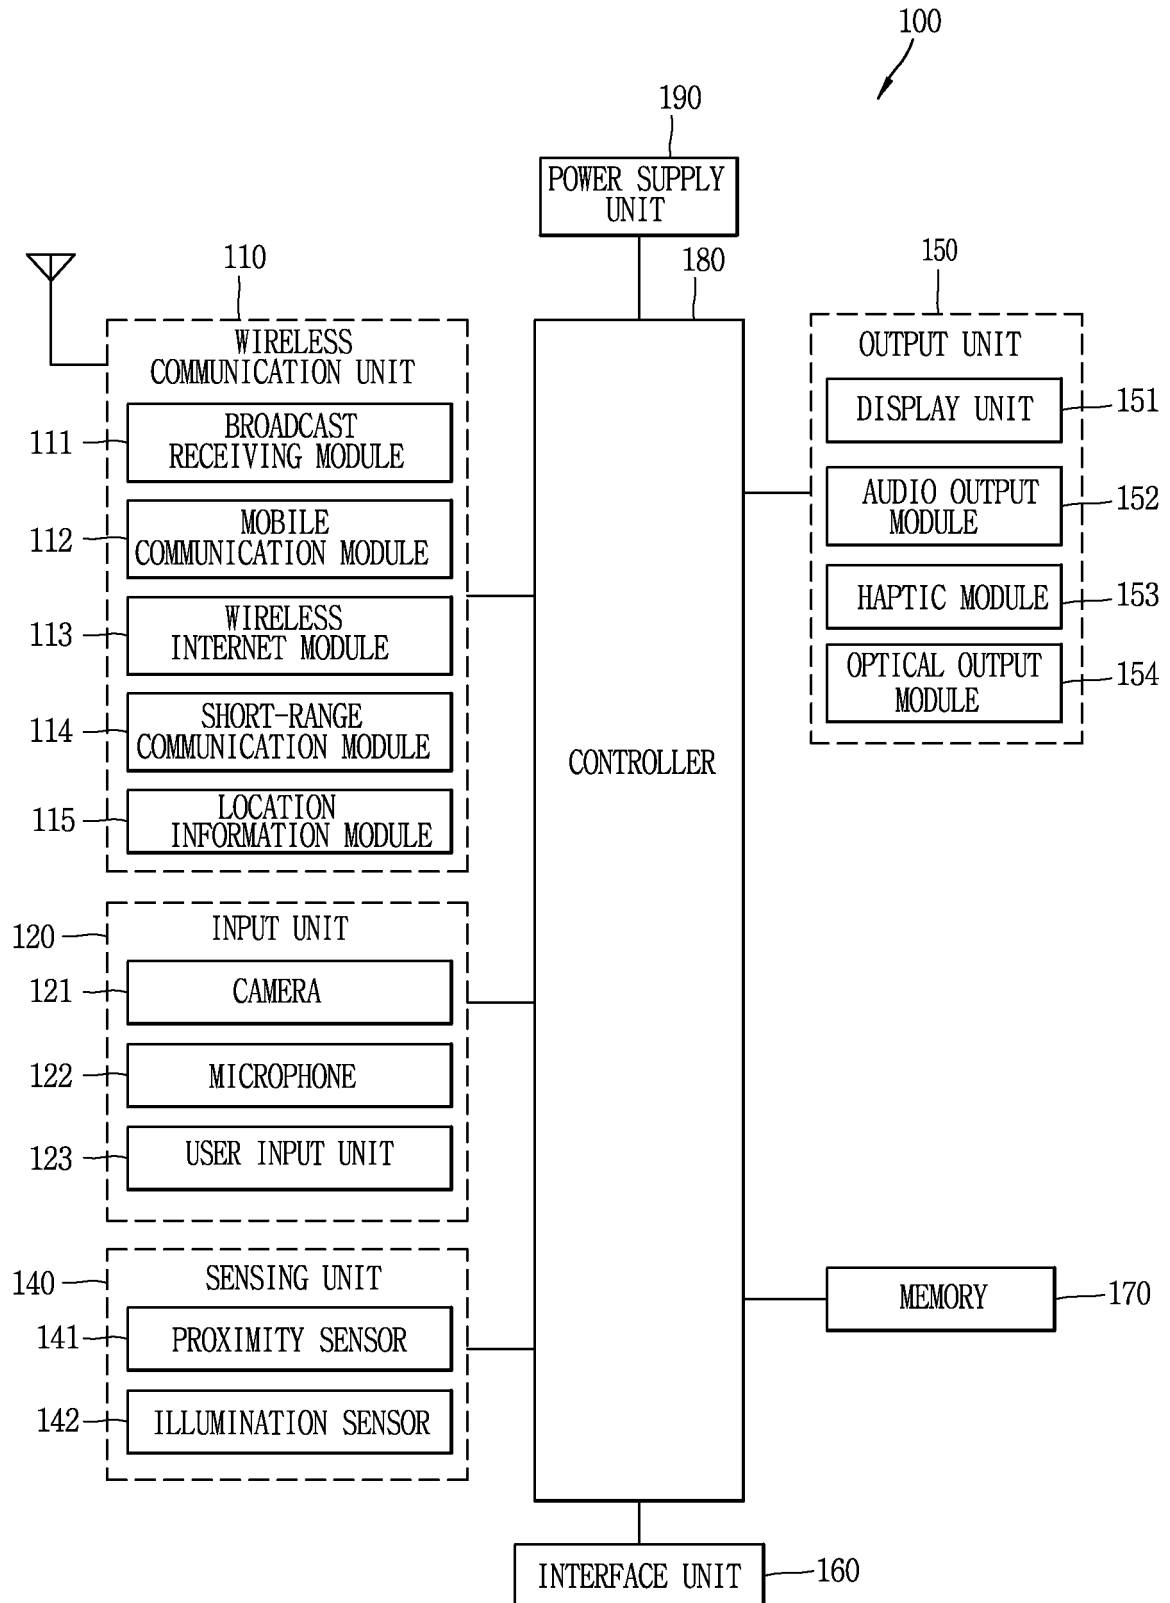 100
190
POWER SUPPLY
UNIT
110
180
150
WIRELESS
COMMUNICATION UNIT
111
BROADCAST
RECEIVING MODULE
112
MOBILE
COMMUNICATION MODULE
113
WIRELESS
INTERNET MODULE
114
SHORT-RANGE
COMMUNICATION MODULE
115
LOCATION
INFORMATION MODULE
120
INPUT UNIT
121
CAMERA
122
MICROPHONE
123
USER INPUT UNIT
140
SENSING UNIT
141
PROXIMITY SENSOR
142
ILLUMINATION SENSOR
CONTROLLER
OUTPUT UNIT
DISPLAY UNIT
151
AUDIO OUTPUT
MODULE
152
HAPTIC MODULE
153
OPTICAL OUTPUT
MODULE
154
MEMORY
170
INTERFACE UNIT
160